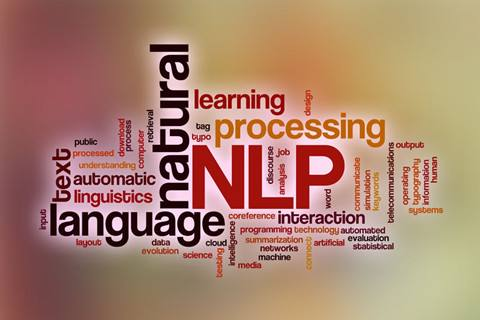 natural
learning
design
download
process
retrieval
tag
typo
processing
public
computer
processed
understanding
text
automatic
linguistics
NLP
discourse
job
analysis
word
communicate
simulation
keywords
telecommunications
output
operating
typography
information
human
systems
input
language
coreference
interaction
layout
data
cloud
intelligence
programming
technology
automated
evolution
summarization
connect
artificial
evaluation
science
testing
networks
statistical
machine
media